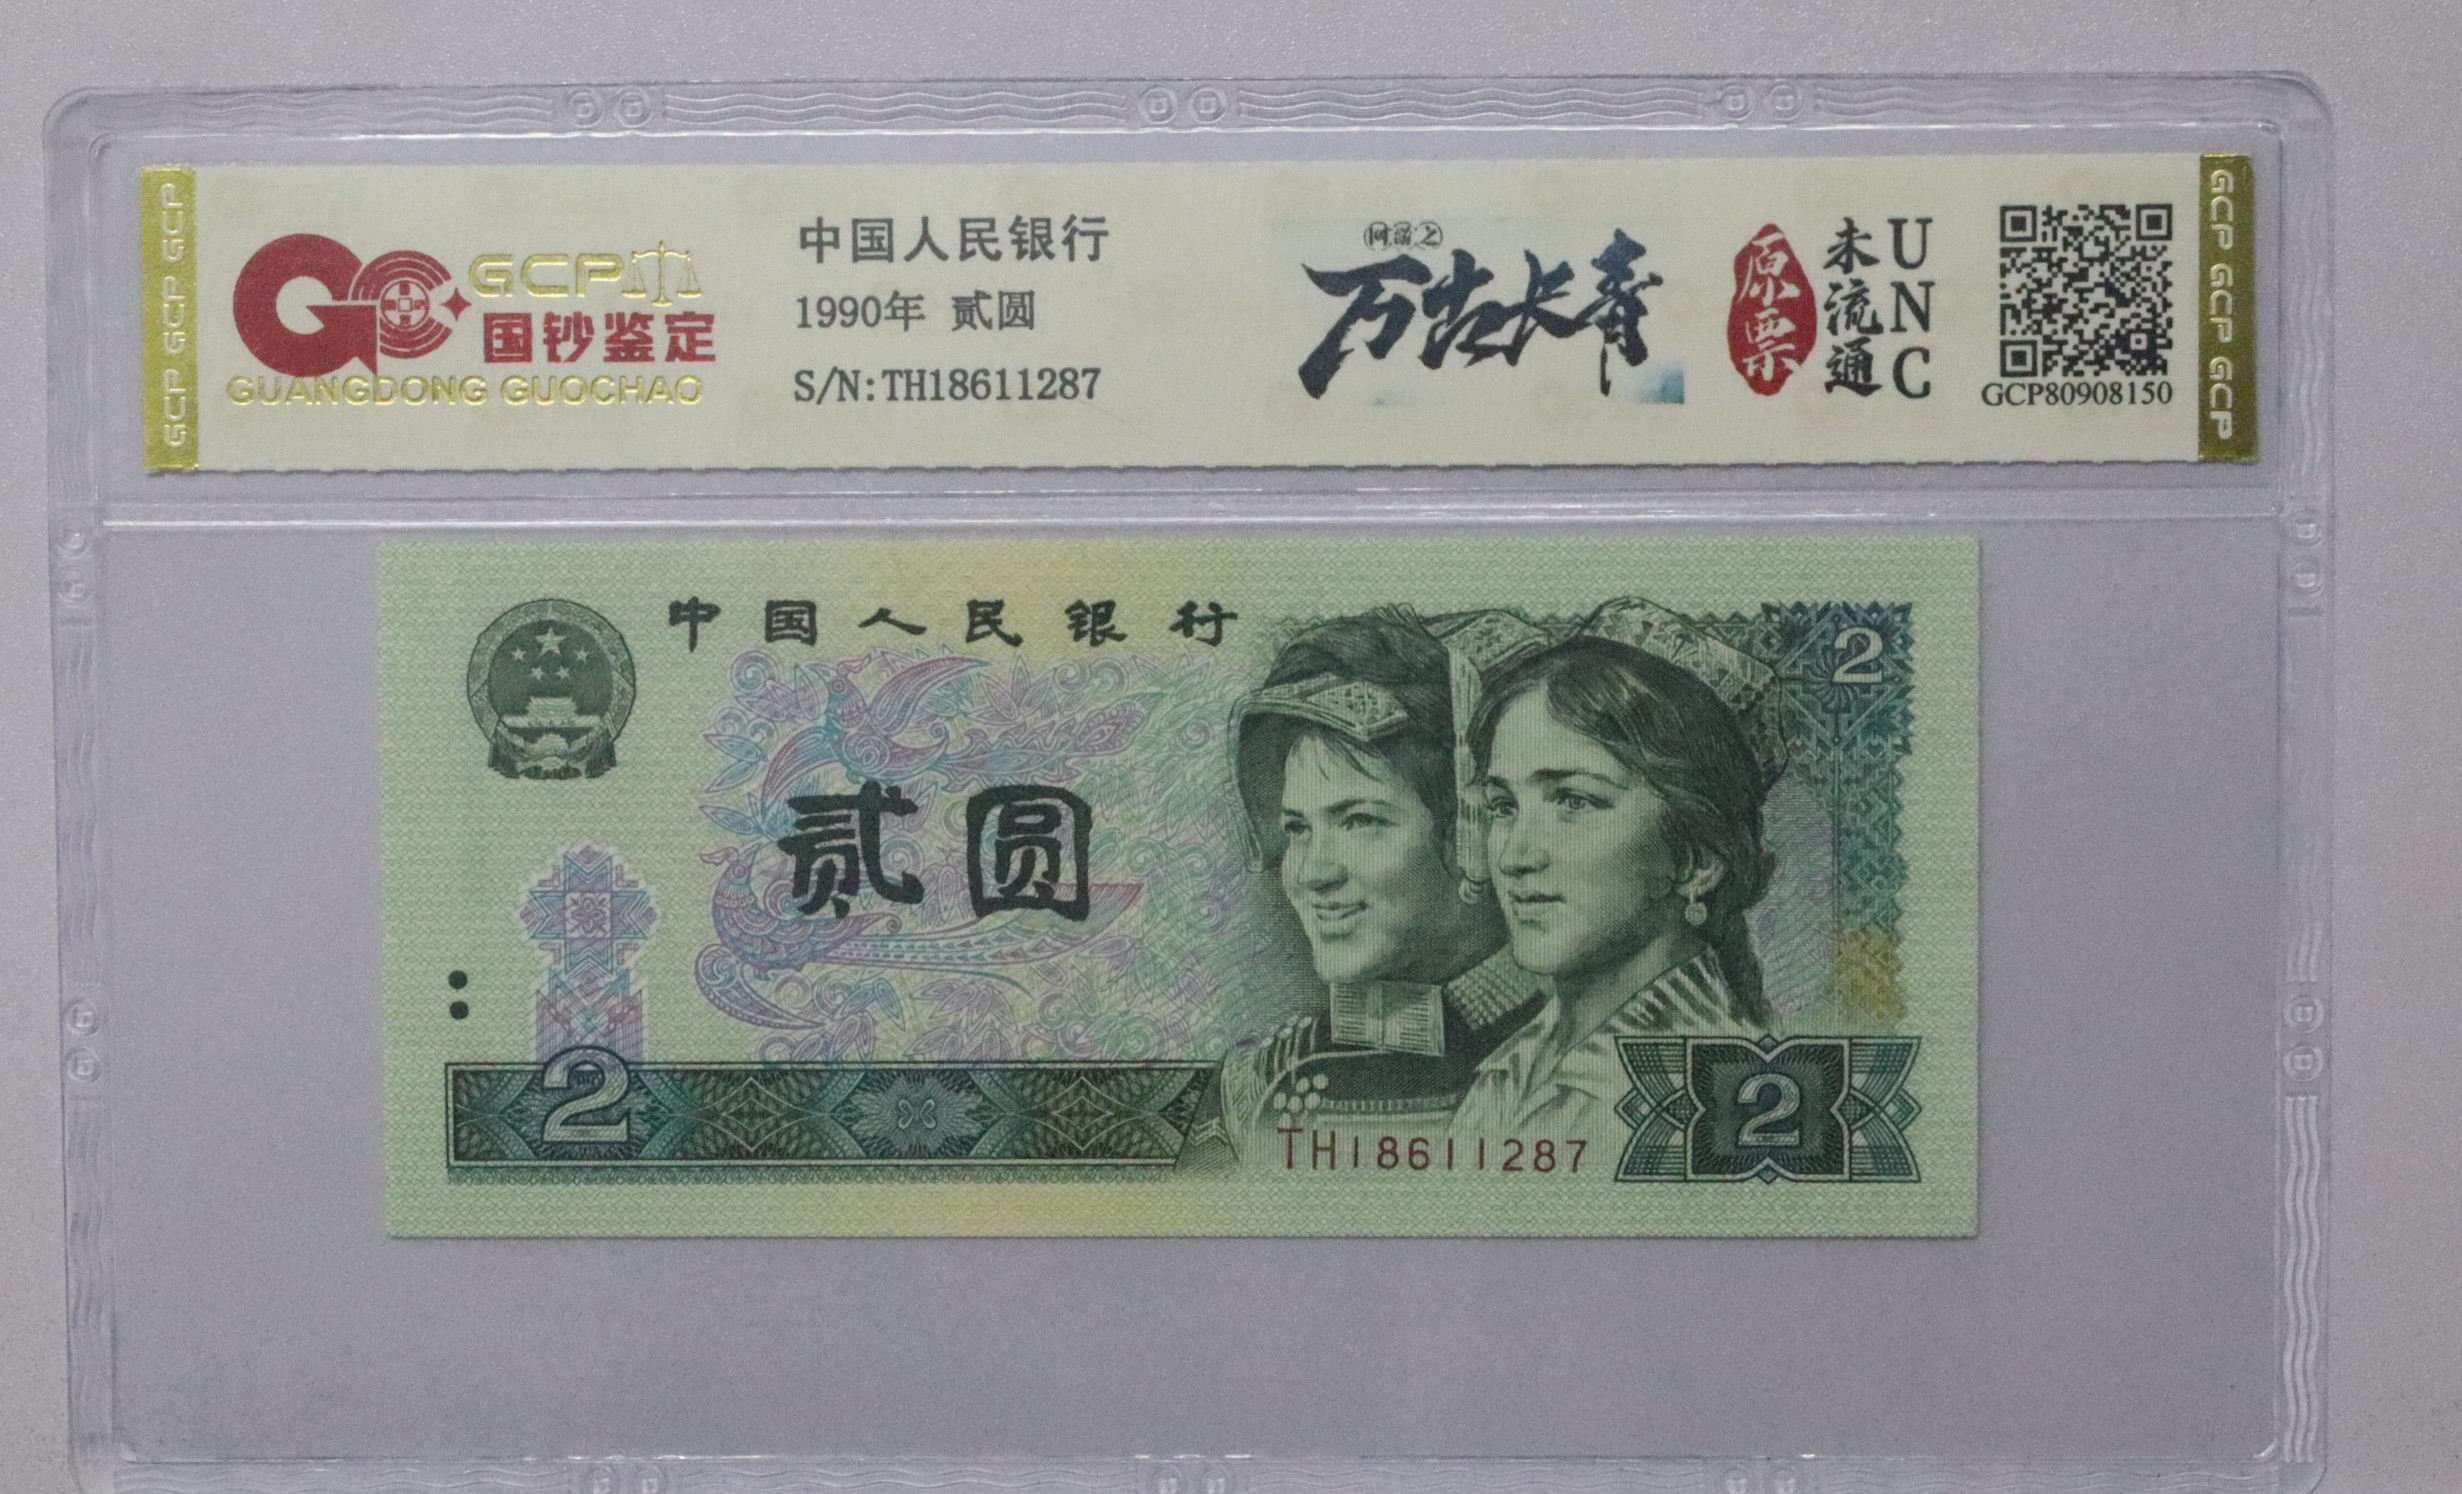 GCP GCP GCP
GCP
国钞鉴定
GUANGDONG GUOCHAO
中国人民银行
1990年 贰圆
S/N:TH18611287
万古长青
原票
未流通
UNC
GCP80908150
GCP GCP GCP
中国人民银行
2
贰圆
2
TH18611287
2